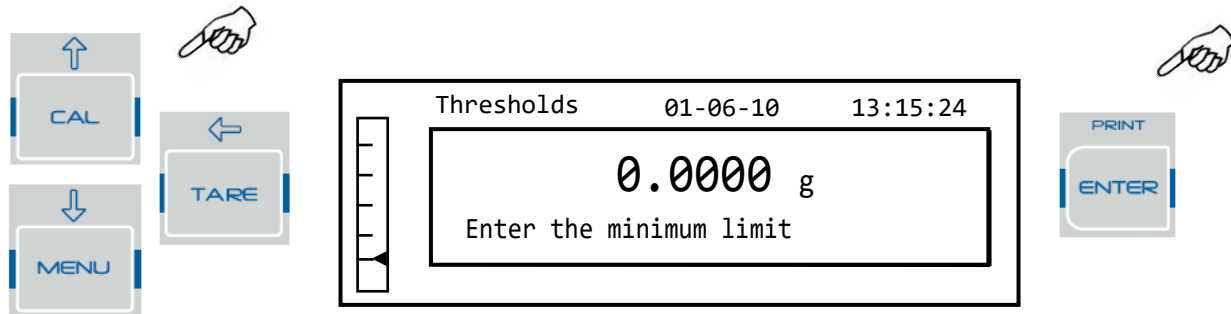 CAL
TARE
MENU
Thresholds 01-06-10 13:15:24
0.0000 g
Enter the minimum limit
PRINT
ENTER